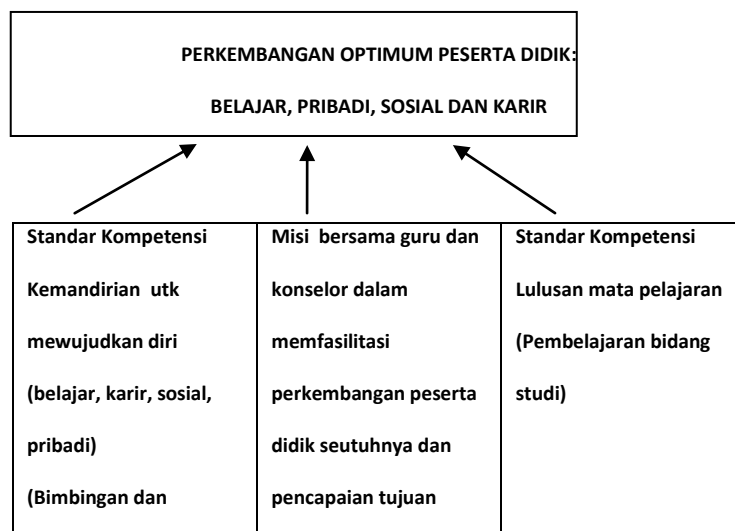 PERKEMBANGAN OPTIMUM PESERTA DIDIK:
BELAJAR, PRIBADI, SOSIAL DAN KARIR
Standar Kompetensi
Kemandirian utk
mewujudkan diri
(belajar, karir, sosial,
pribadi)
(Bimbingan dan
Misi bersama guru dan
konselor dalam
memfasilitasi
perkembangan peserta
didik seutuhnya dan
pencapaian tujuan
Standar Kompetensi
Lulusan mata pelajaran
(Pembelajaran bidang
studi)